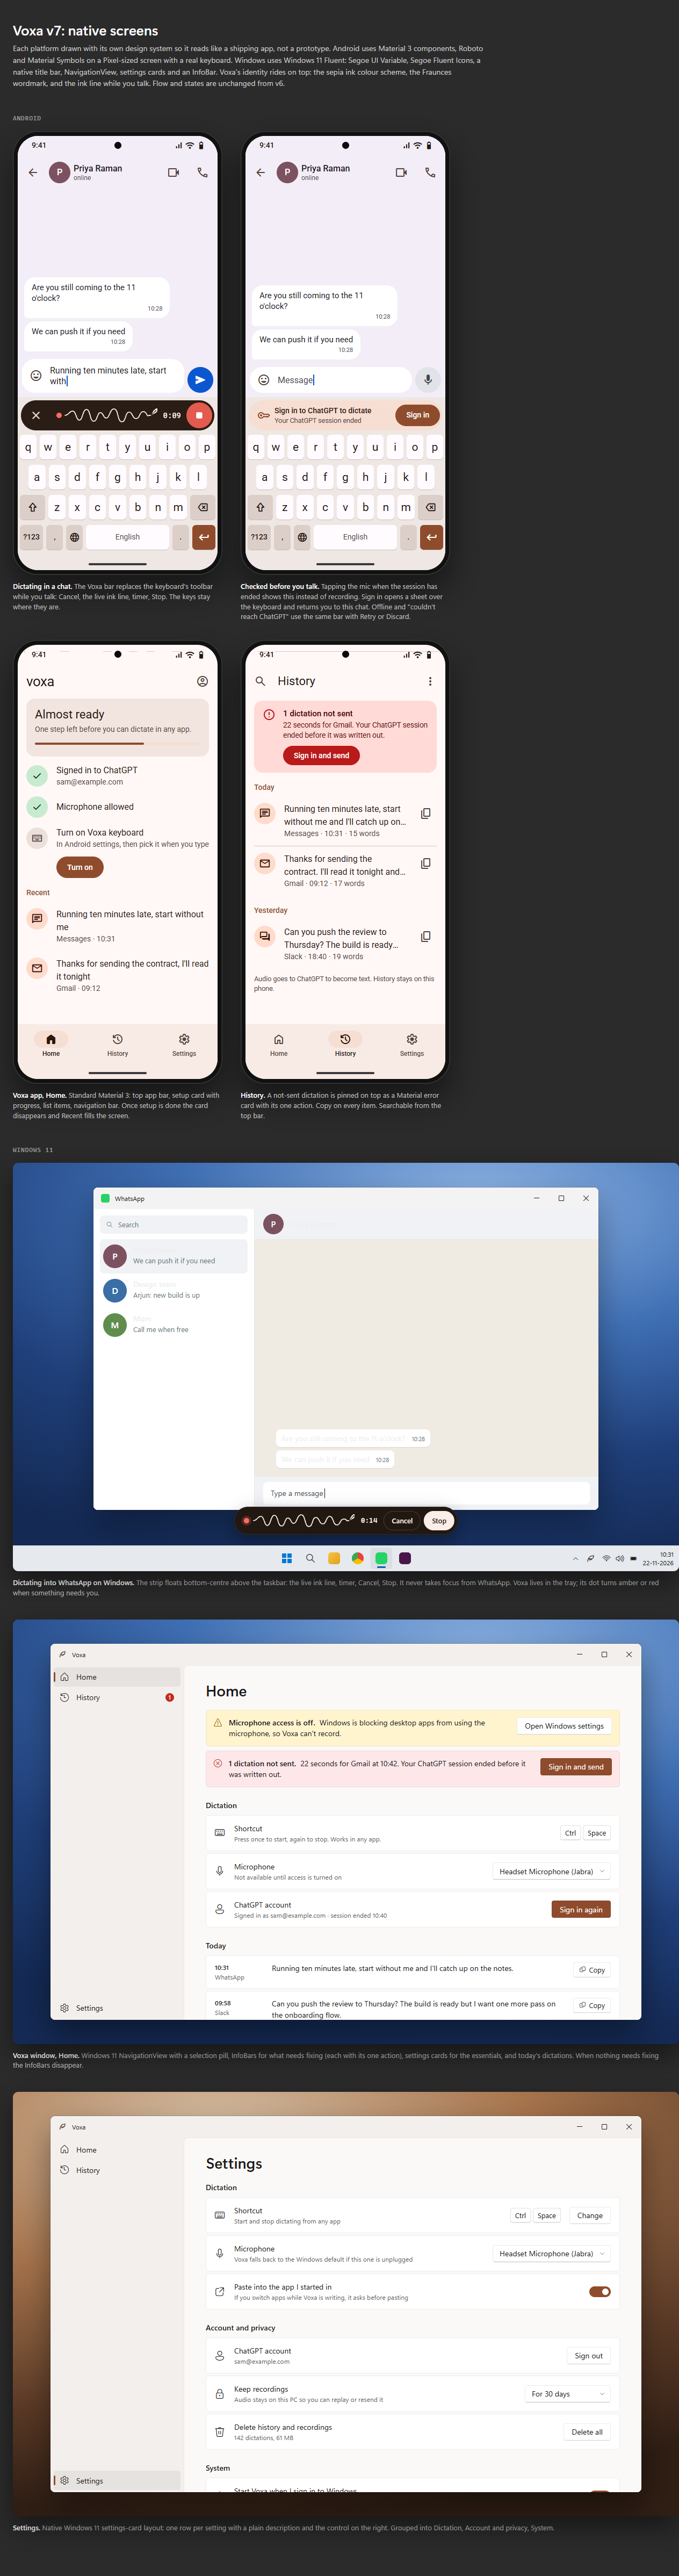 Voxa v7: native screens
Each platform drawn with its own design system so it reads like a shipping app, not a prototype. Android uses Material 3 components, Roboto
and Material Symbols on a Pixel-sized screen with a real keyboard. Windows uses Windows 11 Fluent: Segoe UI Variable, Segoe Fluent Icons, a
native title bar, NavigationView, settings cards and an InfoBar. Voxa's identity rides on top: the sepia ink colour scheme, the Fraunces
wordmark, and the ink line while you talk. Flow and states are unchanged from v6.
ANDROID
9:41
P
Priya Raman
online
Are you still coming to the 11
o'clock?
10:28
We can push it if you need
10:28
Running ten minutes late, start
with
0:09
q w e r t y u i o p
a s d f g h j k l
z x c v b n m
?123 , English .
Dictating in a chat. The Voxa bar replaces the keyboard's toolbar
while you talk: Cancel, the live ink line, timer, Stop. The keys stay
where they are.
9:41
P
Priya Raman
online
Are you still coming to the 11
o'clock?
10:28
We can push it if you need
10:28
Message
Sign in to ChatGPT to dictate
Your ChatGPT session ended
Sign in
q w e r t y u i o p
a s d f g h j k l
z x c v b n m
?123 , English .
Checked before you talk. Tapping the mic when the session has
ended shows this instead of recording. Sign in opens a sheet over
the keyboard and returns you to this chat. Offline and "couldn't
reach ChatGPT" use the same bar with Retry or Discard.
9:41
voxa
Almost ready
One step left before you can dictate in any app.
Signed in to ChatGPT
sam@example.com
Microphone allowed
Turn on Voxa keyboard
In Android settings, then pick it when you type
Turn on
Recent
Running ten minutes late, start without
me
Messages · 10:31
Thanks for sending the contract, I'll read
it tonight
Gmail · 09:12
Home History Settings
Voxa app, Home. Standard Material 3: top app bar, setup card with
progress, list items, navigation bar. Once setup is done the card
disappears and Recent fills the screen.
9:41
History
1 dictation not sent
22 seconds for Gmail. Your ChatGPT session
ended before it was written out.
Sign in and send
Today
Running ten minutes late, start
without me and I'll catch up on...
Messages · 10:31 · 15 words
Thanks for sending the
contract. I'll read it tonight and...
Gmail · 09:12 · 17 words
Yesterday
Can you push the review to
Thursday? The build is ready...
Slack · 18:40 · 19 words
Audio goes to ChatGPT to become text. History stays on this
phone.
Home History Settings
History. A not-sent dictation is pinned on top as a Material error
card with its one action. Copy on every item. Searchable from the
top bar.
WINDOWS 11
WhatsApp
Search
P
We can push it if you need
D
Design team
Arjun: new build is up
M
Mum
Call me when free
P
Are you still coming to the 11 o'clock? 10:28
We can push it if you need 10:28
Type a message
0:14 Cancel Stop
10:31
22-11-2026
Dictating into WhatsApp on Windows. The strip floats bottom-centre above the taskbar: the live ink line, timer, Cancel, Stop. It never takes focus from WhatsApp. Voxa lives in the tray; its dot turns amber or red
when something needs you.
Voxa
Home
History
Settings
Home
Microphone access is off. Windows is blocking desktop apps from using the
microphone, so Voxa can't record.
Open Windows settings
1 dictation not sent. 22 seconds for Gmail at 10:42. Your ChatGPT session ended before it
was written out.
Sign in and send
Dictation
Shortcut
Press once to start, again to stop. Works in any app.
Ctrl Space
Microphone
Not available until access is turned on
Headset Microphone (Jabra)
ChatGPT account
Signed in as sam@example.com · session ended 10:40
Sign in again
Today
10:31
WhatsApp
Running ten minutes late, start without me and I'll catch up on the notes.
Copy
09:58
Slack
Can you push the review to Thursday? The build is ready but I want one more pass on
the onboarding flow.
Copy
Voxa window, Home. Windows 11 NavigationView with a selection pill, InfoBars for what needs fixing (each with its one action), settings cards for the essentials, and today's dictations. When nothing needs fixing
the InfoBars disappear.
Voxa
Home
History
Settings
Settings
Dictation
Shortcut
Start and stop dictating from any app
Ctrl Space Change
Microphone
Voxa falls back to the Windows default if this one is unplugged
Headset Microphone (Jabra)
Paste into the app I started in
If you switch apps while Voxa is writing, it asks before pasting
Account and privacy
ChatGPT account
sam@example.com
Sign out
Keep recordings
Audio stays on this PC so you can replay or resend it
For 30 days
Delete history and recordings
142 dictations, 61 MB
Delete all
System
Start Voxa when I sign in to Windows
Settings. Native Windows 11 settings-card layout: one row per setting with a plain description and the control on the right. Grouped into Dictation, Account and privacy, System.